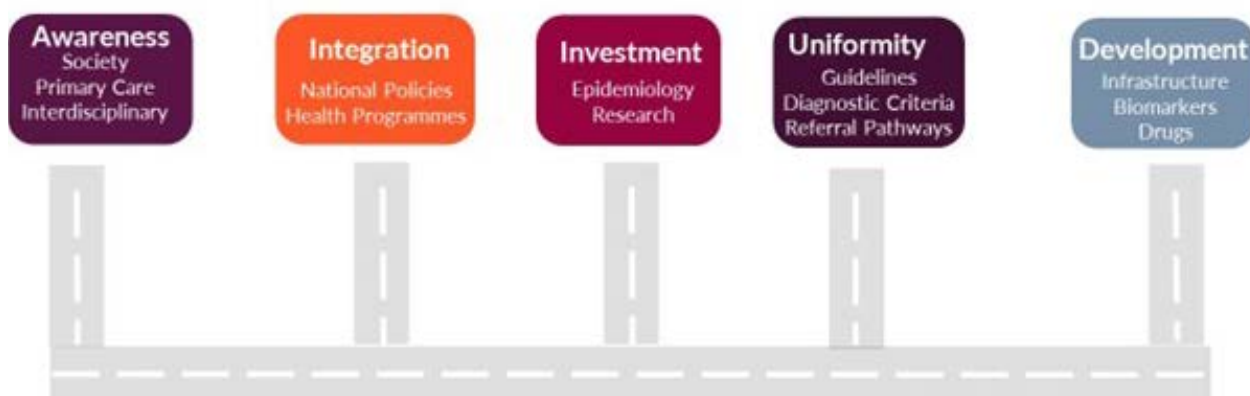 Awareness
Society
Primary Care
Interdisciplinary
Integration
National Policies
Health Programmes
Investment
Epidemiology
Research
Uniformity
Guidelines
Diagnostic Criteria
Referral Pathways
Development
Infrastructure
Biomarkers
Drugs